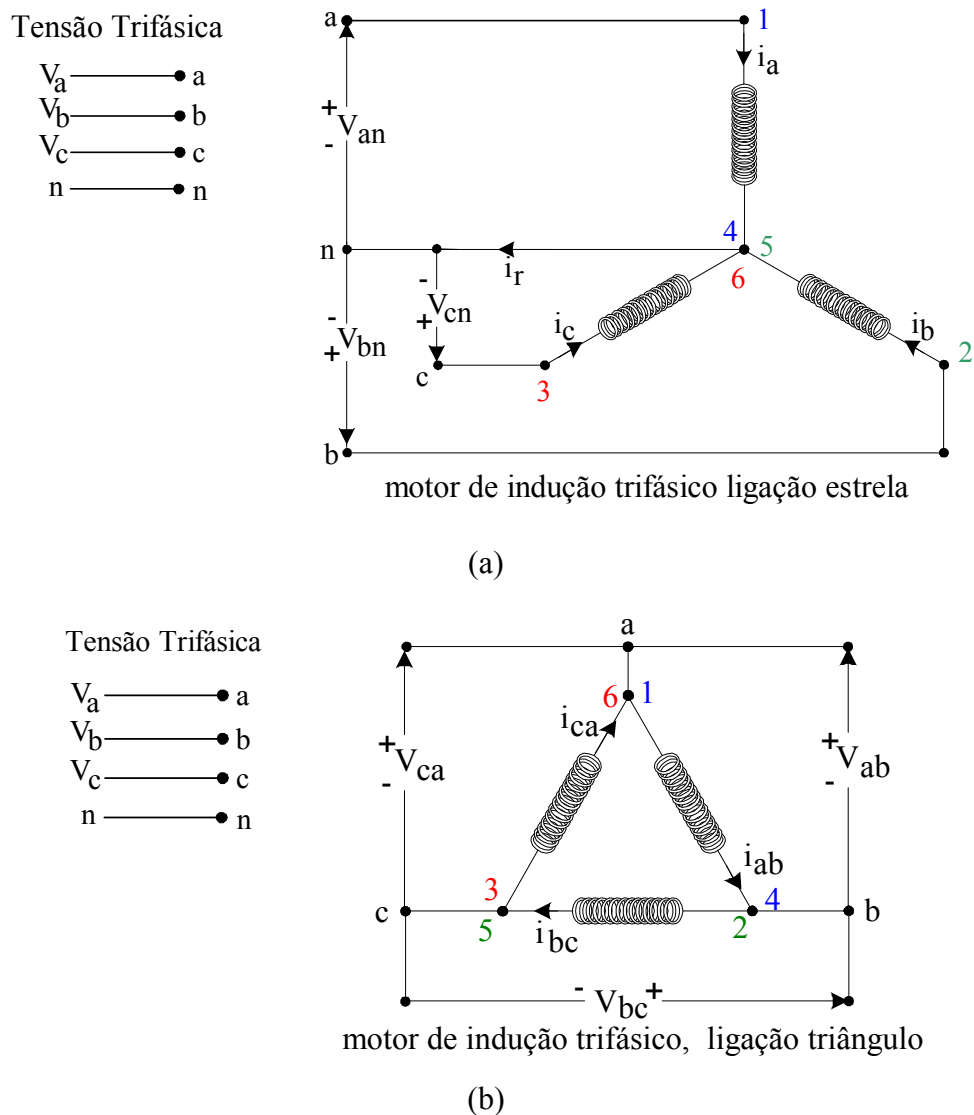 Tensão Trifásica
Va a
Vb b
Vc c
n n
a 1
ia
+
Van
-
n 4 5
ir 6
-
Vcn
+
-
Vbn
+
ic ib
c 3 2
b
motor de indução trifásico ligação estrela
(a)
Tensão Trifásica
Va a
Vb b
Vc c
n n
a
6 1
ica
+
Vca
-
+
Vab
-
iab
3 4
c b
5 2
ibc
- Vbc +
motor de indução trifásico, ligação triângulo
(b)